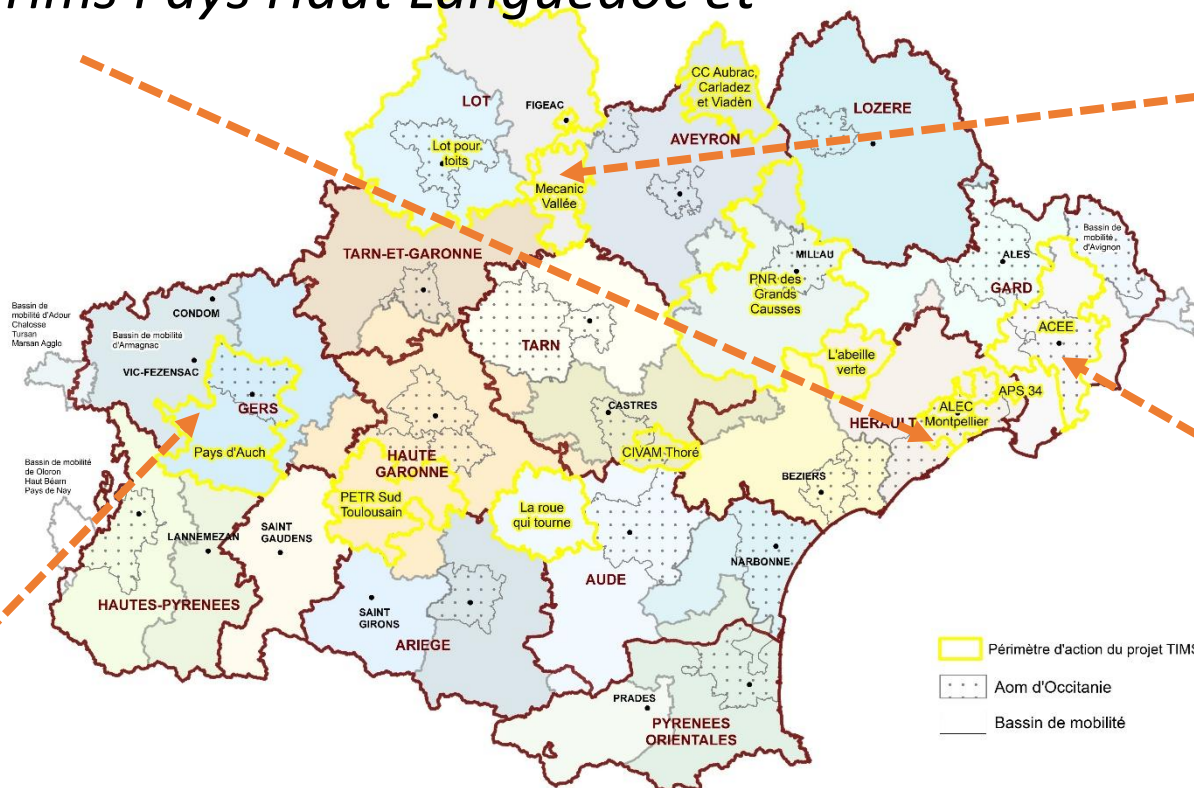 Tims Pays Haut Languedoc et
CC Aubrac,
Carladez
et Viadèn
LOT
FIGEAC
LOZERE
AVEYRON
Lot pour
toits
Mecanic
Vallée
Bassin de
mobilité
d'Avignon
TARN-ET-GARONNE
MILLAU
ALES
PNR des
Grands
Causses
GARD
Bassin de
mobilité d'Adour
Chalosse
Tursan
Marsan Agglo
CONDOM
Bassin de mobilité
d'Armagnac
ACEE
TARN
L'abeille
verte
VIC-FEZENSAC
GERS
CASTRES
ALEC
Montpellier
APS 34
HERAULT
Pays d'Auch
HAUTE
GARONNE
CIVAM Thoré
Bassin de mobilité
de Oloron
Haut Béarn
Pays de Nay
BEZIERS
PETR Sud
Toulousain
La roue
qui tourne
SAINT
GAUDENS
LANNEMEZAN
NARBONNE
AUDE
HAUTES-PYRENEES
SAINT
GIRONS
ARIEGE
PRADES
PYRENEES
ORIENTALES
Périmètre d'action du projet TIMS
Aom d'Occitanie
Bassin de mobilité